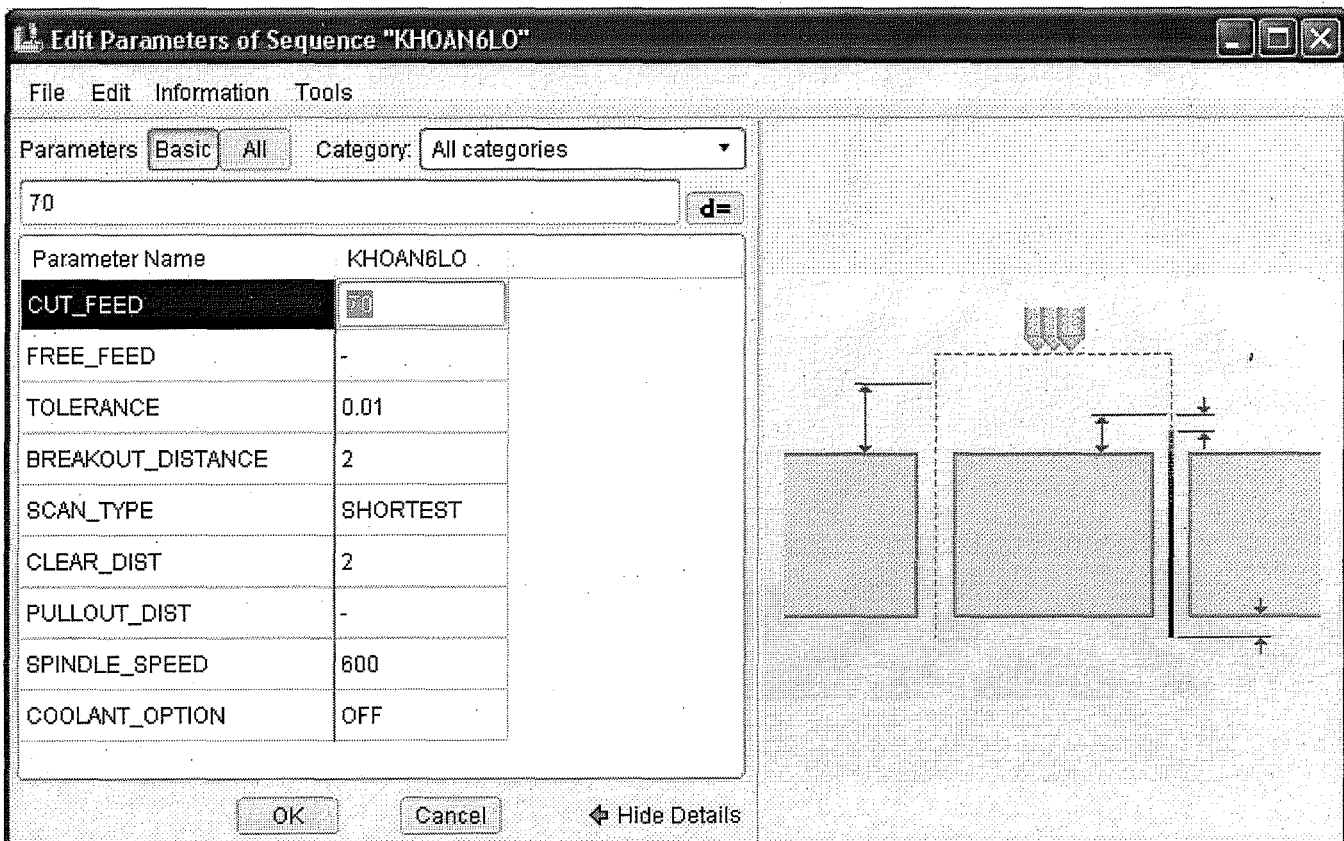 Edit Parameters of Sequence "KHOAN6LO"
File Edit Information Tools
Parameters Basic All Category: All categories
70 d=
Parameter Name KHOAN6LO
CUT_FEED 70
FREE_FEED -
TOLERANCE 0.01
BREAKOUT_DISTANCE 2
SCAN_TYPE SHORTEST
CLEAR_DIST 2
PULLOUT_DIST -
SPINDLE_SPEED 600
COOLANT_OPTION OFF
OK Cancel Hide Details